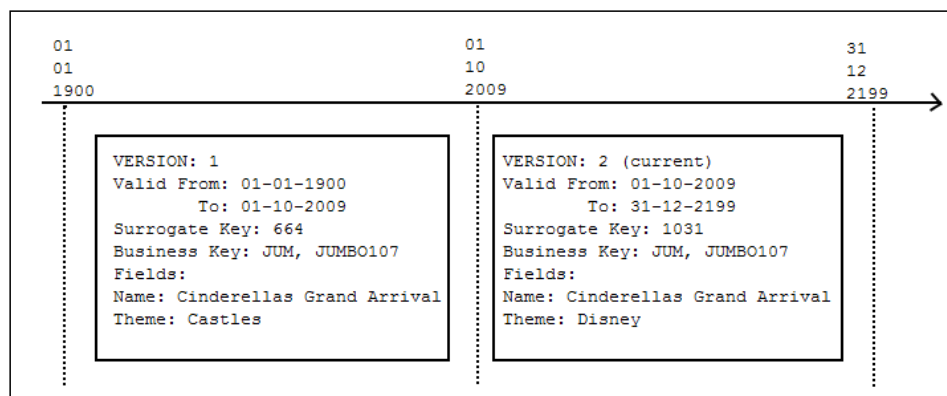 01
01
1900
01
10
2009
31
12
2199
VERSION: 1
Valid From: 01-01-1900
To: 01-10-2009
Surrogate Key: 664
Business Key: JUM, JUMBO107
Fields:
Name: Cinderellas Grand Arrival
Theme: Castles
VERSION: 2 (current)
Valid From: 01-10-2009
To: 31-12-2199
Surrogate Key: 1031
Business Key: JUM, JUMBO107
Fields:
Name: Cinderellas Grand Arrival
Theme: Disney